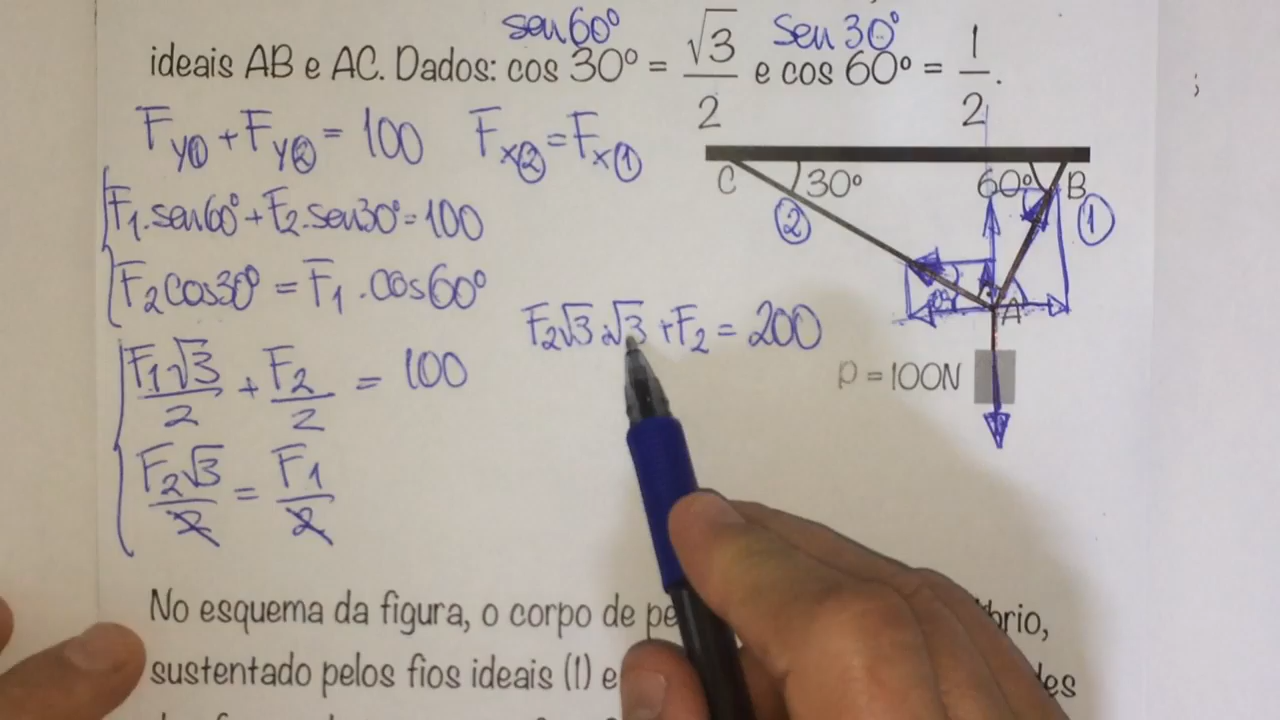 sen60° Sen 30°
ideais AB e AC. Dados: cos 30° = √3/2 e cos 60° = 1/2.
;
Fy① + Fy② = 100 Fx② = Fx①
C 30° 60° B
② ①
F1.sen60° + F2.sen30° = 100
F2cos30° = F1.cos60°
A
F2√3.√3 + F2 = 200
F1√3/2 + F2/2 = 100
P = 100N
F2√3/2 = F1/2
No esquema da figura, o corpo de
sustentado pelos fios ideais (1) e